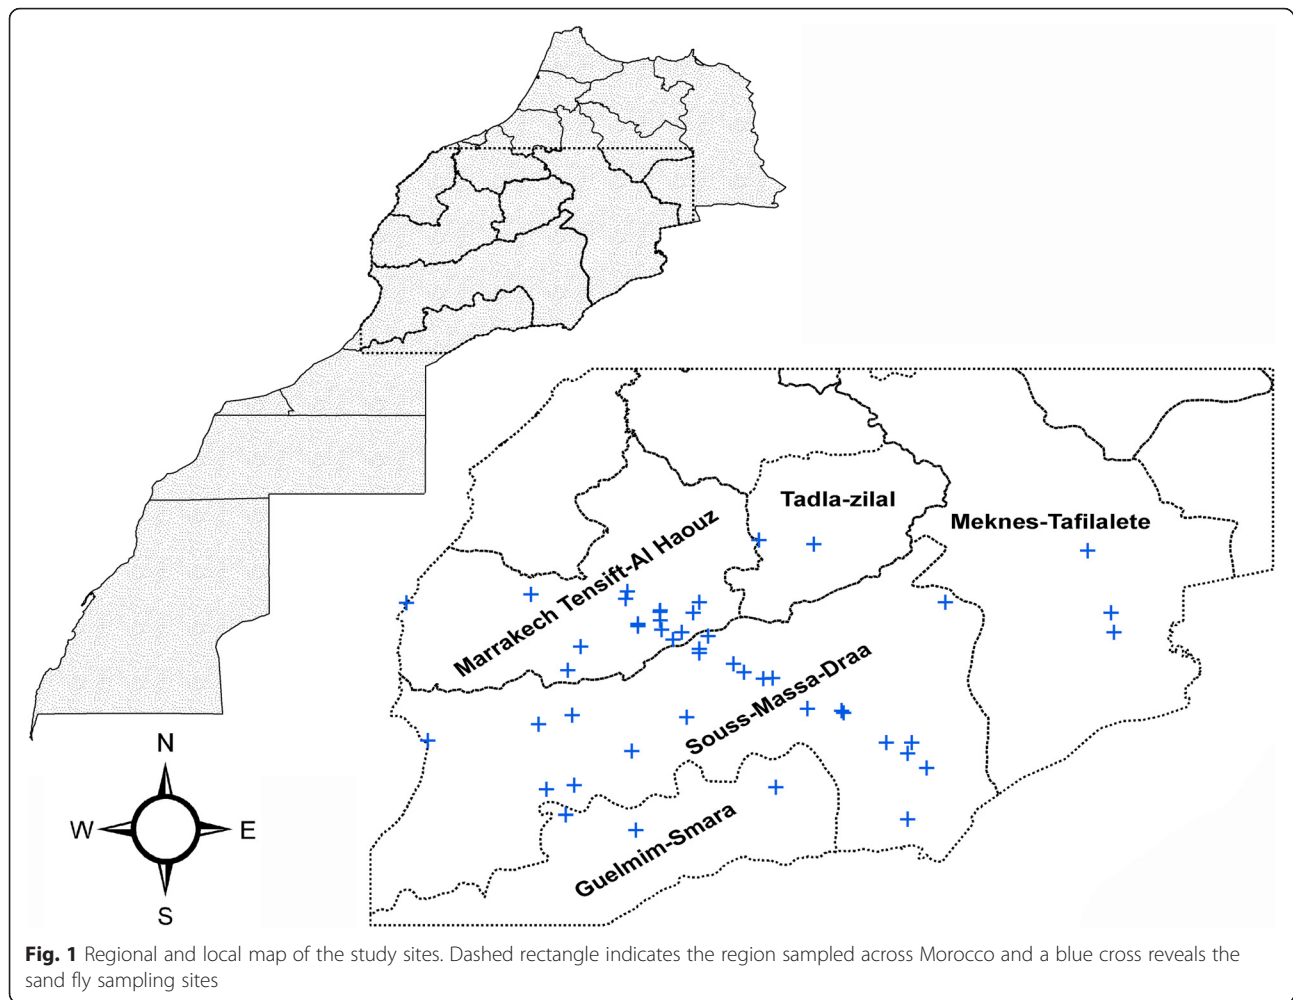 Tadla-zilal
Meknes-Tafilalete
Marrakech Tensift-Al Haouz
Souss-Massa-Draa
Guelmim-Smara
N
W E
S
Fig. 1 Regional and local map of the study sites. Dashed rectangle indicates the region sampled across Morocco and a blue cross reveals the
sand fly sampling sites